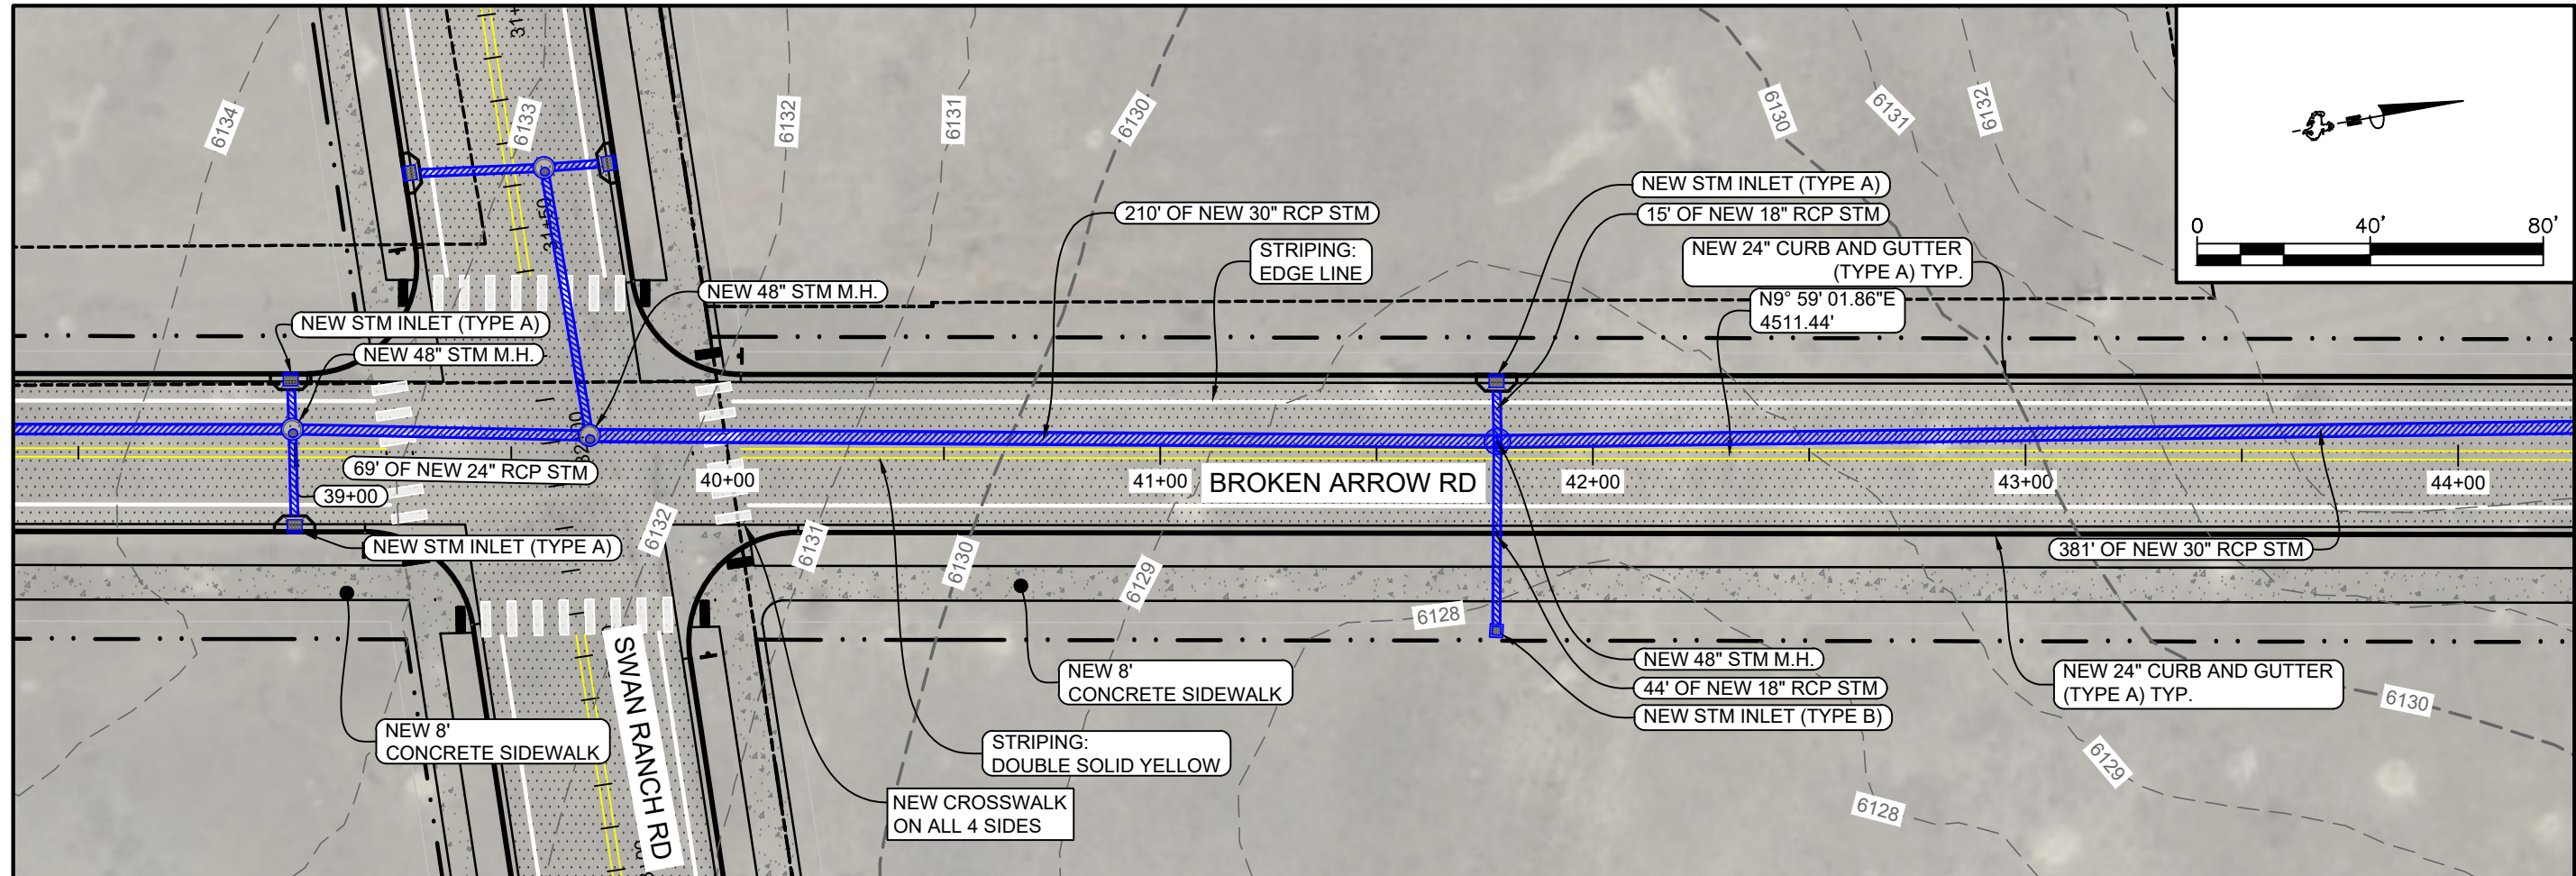 31+
6134
6133
6132
6131
6130
6130
6131
6132
0
40'
80'
31+50
NEW STM INLET (TYPE A)
15' OF NEW 18" RCP STM
210' OF NEW 30" RCP STM
STRIPING:
EDGE LINE
NEW 24" CURB AND GUTTER
(TYPE A) TYP.
N9° 59' 01.86"E
4511.44'
NEW 48" STM M.H.
NEW STM INLET (TYPE A)
NEW 48" STM M.H.
69' OF NEW 24" RCP STM
39+00
40+00
41+00
BROKEN ARROW RD
42+00
43+00
44+00
NEW STM INLET (TYPE A)
6132
6131
6130
6129
6128
381' OF NEW 30" RCP STM
NEW 8'
CONCRETE SIDEWALK
SWAN RANCH RD
NEW 8'
CONCRETE SIDEWALK
STRIPING:
DOUBLE SOLID YELLOW
NEW CROSSWALK
ON ALL 4 SIDES
NEW 48" STM M.H.
44' OF NEW 18" RCP STM
NEW STM INLET (TYPE B)
NEW 24" CURB AND GUTTER
(TYPE A) TYP.
6130
6129
6128